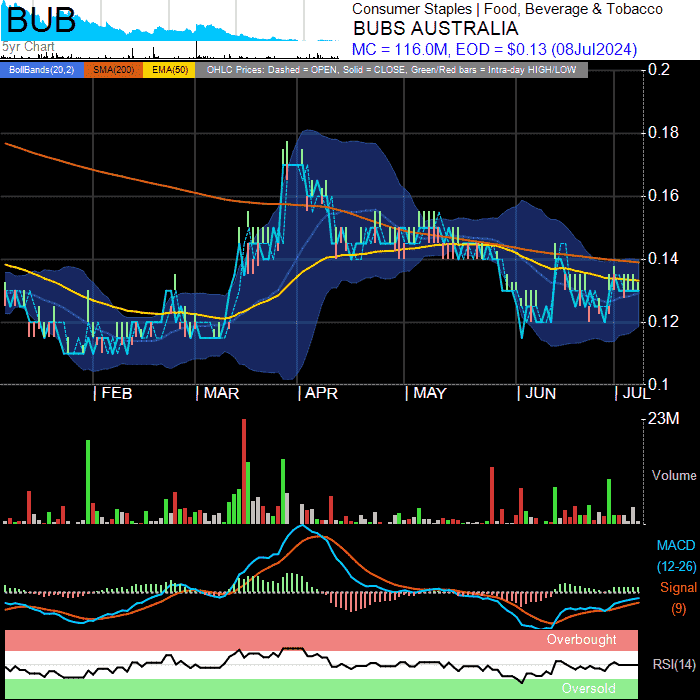 BUB
5yr Chart
Consumer Staples | Food, Beverage & Tobacco
BUBS AUSTRALIA
MC = 116.0M, EOD = $0.13 (08Jul2024)
BollBands(20,2) SMA(200) EMA(50) OHLC Prices: Dashed = OPEN, Solid = CLOSE, Green/Red bars = Intra-day HIGH/LOW
0.2
0.18
0.16
0.14
0.12
0.1
| FEB | MAR | APR | MAY | JUN | JUL
23M
Volume
MACD
(12-26)
Signal
(9)
Overbought
RSI(14)
Oversold